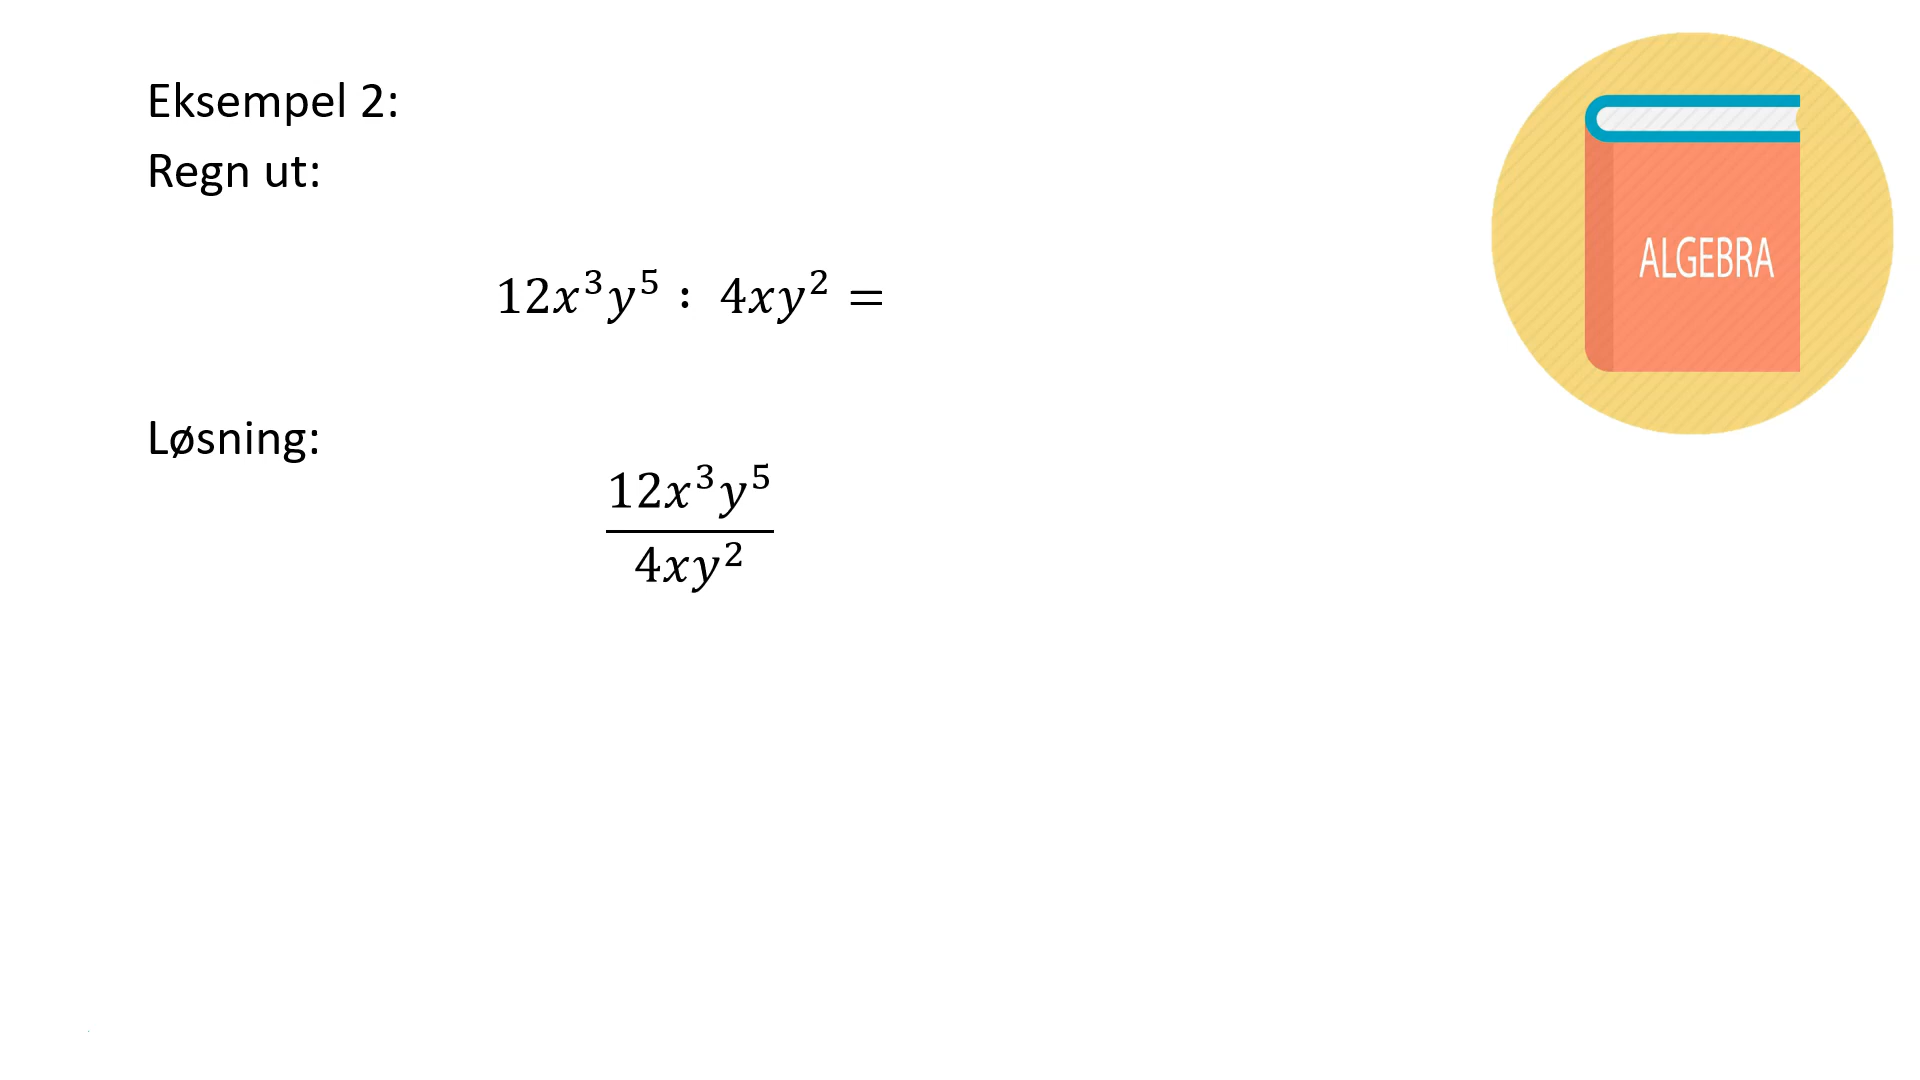 Eksempel 2:
Regn ut:
12x³y⁵ : 4xy² =
Løsning:
12x³y⁵
4xy²
ALGEBRA